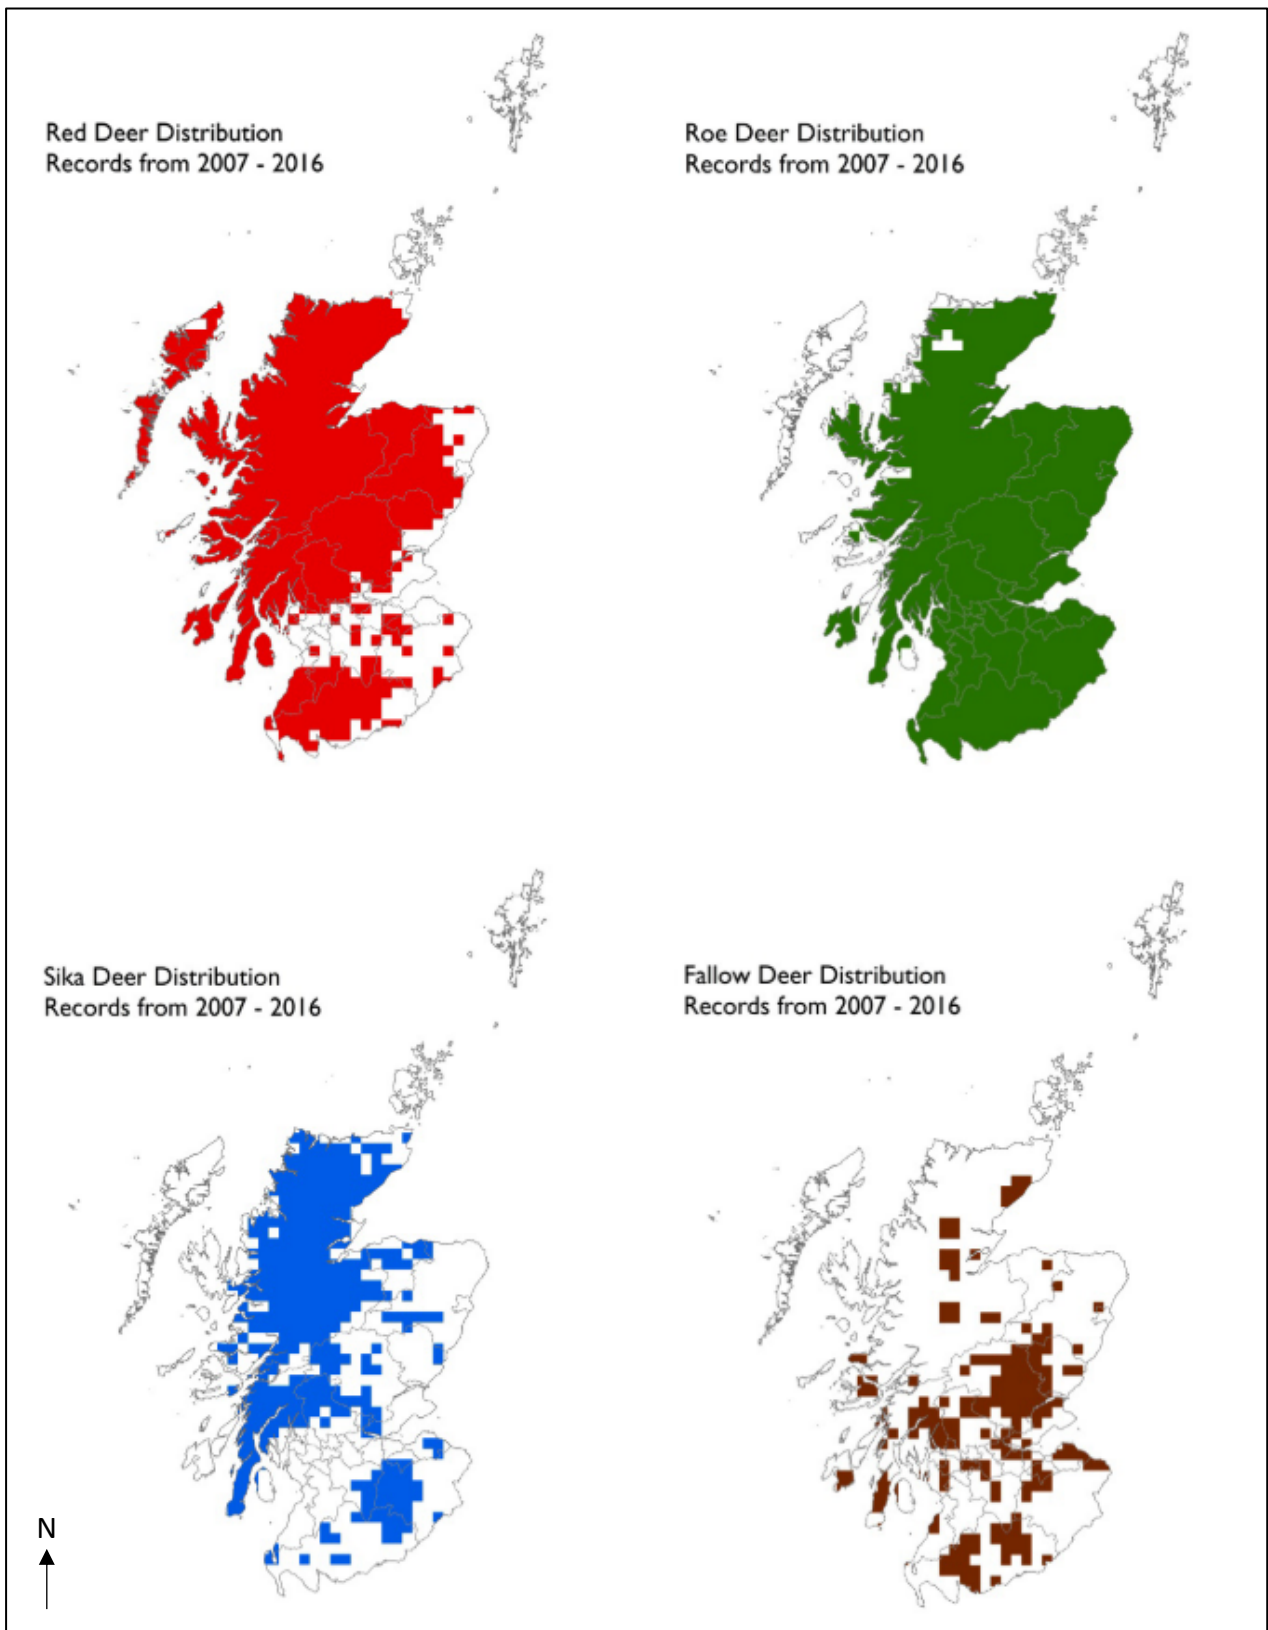 Red Deer Distribution
Records from 2007 - 2016
Roe Deer Distribution
Records from 2007 - 2016
Sika Deer Distribution
Records from 2007 - 2016
Fallow Deer Distribution
Records from 2007 - 2016
N